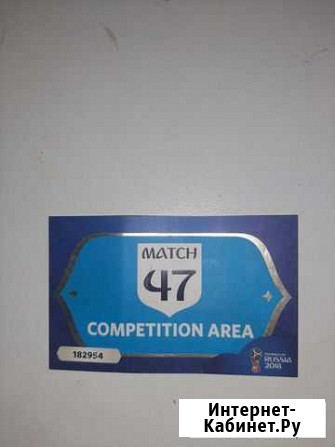 MATCH
47
COMPETITION AREA
182954
RUSSIA
2018
Интернет-
Кабинет.Ру